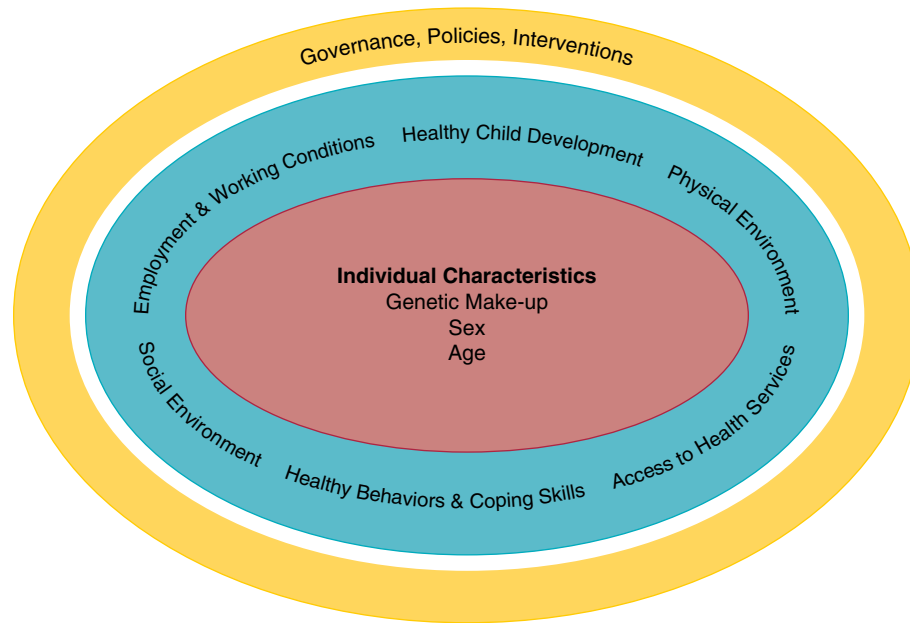 Governance, Policies, Interventions
Employment & Working Conditions
Healthy Child Development
Physical Environment
Individual Characteristics
Genetic Make-up
Sex
Age
Social Environment
Healthy Behaviors & Coping Skills
Access to Health Services